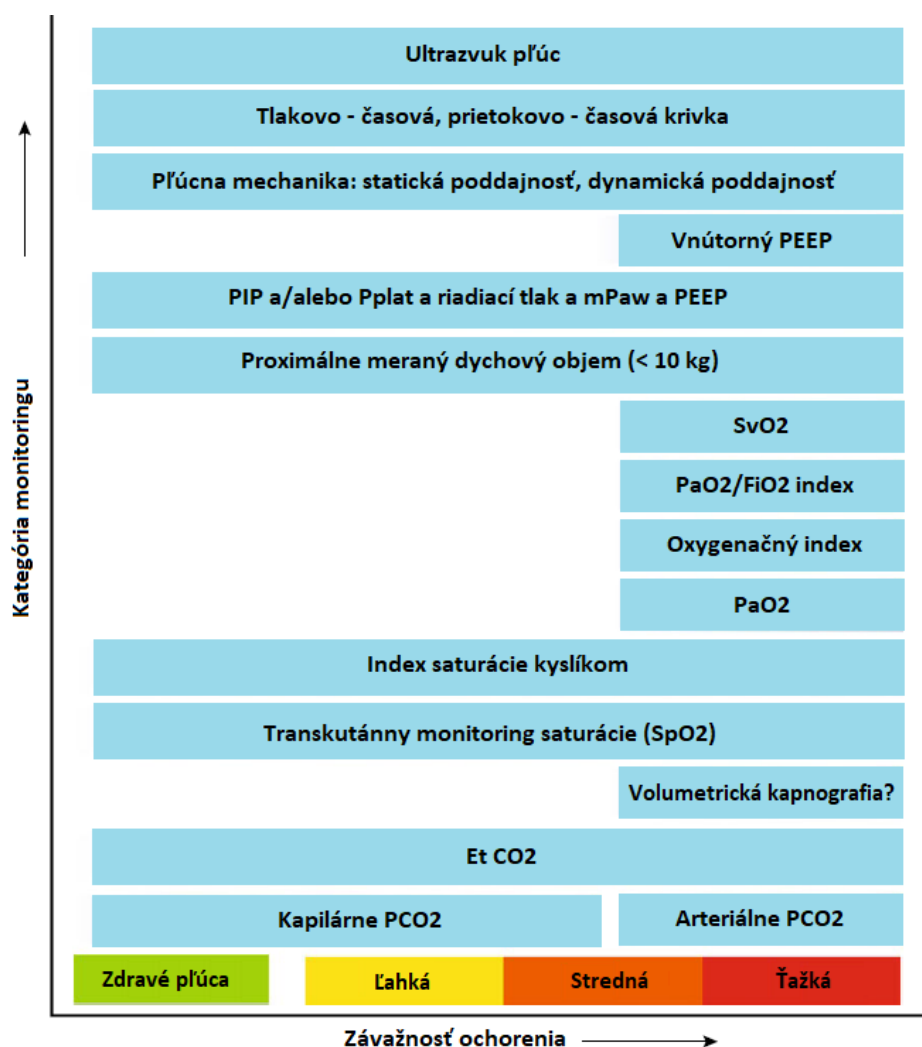 Ultrazvuk pľúc
Tlakovo - časová, prietokovo - časová krivka
Pľúcna mechanika: statická poddajnosť, dynamická poddajnosť
Vnútorný PEEP
PIP a/alebo Pplat a riadiací tlak a mPaw a PEEP
Proximálne meraný dychový objem (< 10 kg)
SvO2
PaO2/FiO2 index
Oxygenačný index
PaO2
Index saturácie kyslíkom
Transkutánny monitoring saturácie (SpO2)
Volumetrická kapnografia?
Et CO2
Kapilárne PCO2
Arteriálne PCO2
Zdravé pľúca
Ľahká
Stredná
Ťažká
Kategória monitoringu
Závažnosť ochorenia